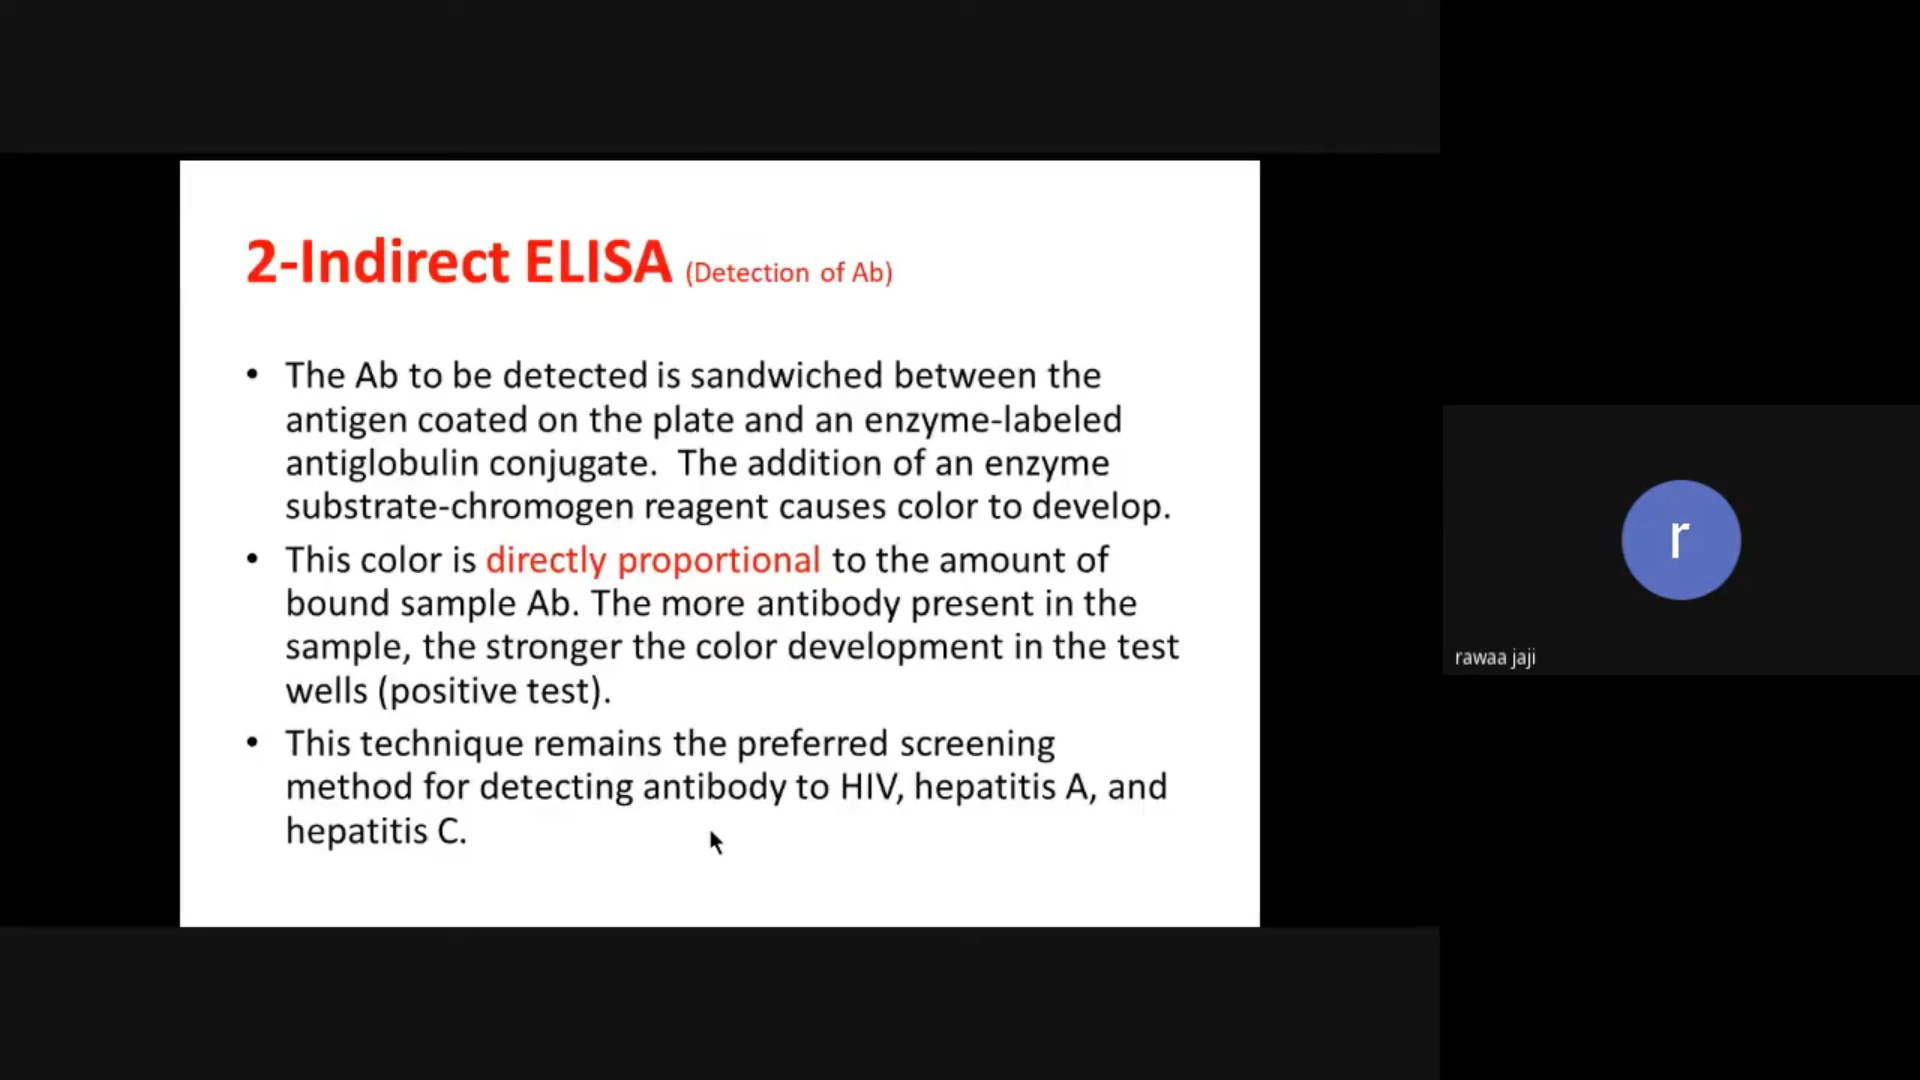 2-Indirect ELISA (Detection of Ab)
• The Ab to be detected is sandwiched between the
antigen coated on the plate and an enzyme-labeled
antiglobulin conjugate.  The addition of an enzyme
substrate-chromogen reagent causes color to develop.
• This color is directly proportional to the amount of
bound sample Ab. The more antibody present in the
sample, the stronger the color development in the test
wells (positive test).
• This technique remains the preferred screening
method for detecting antibody to HIV, hepatitis A, and
hepatitis C.
r
rawaa jaji